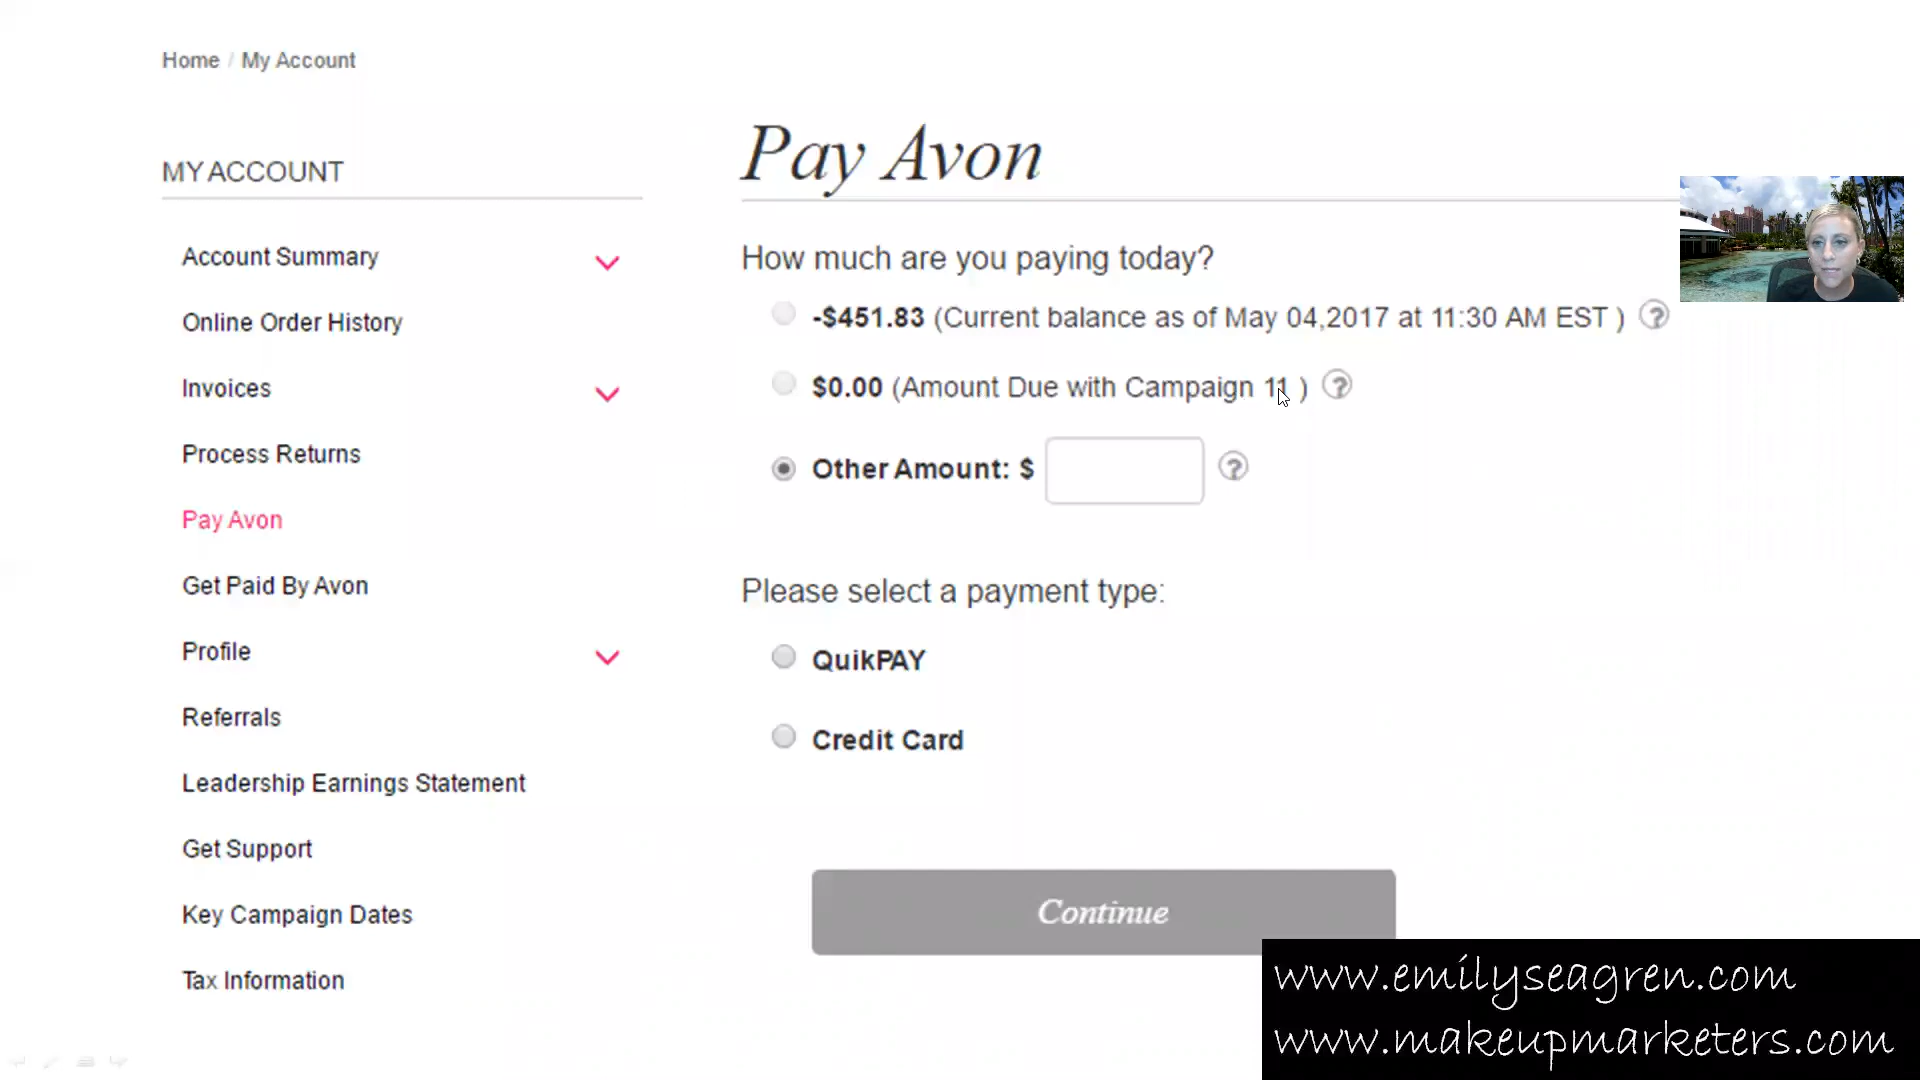 Home / My Account
MY ACCOUNT
Account Summary
Online Order History
Invoices
Process Returns
Pay Avon
Get Paid By Avon
Profile
Referrals
Leadership Earnings Statement
Get Support
Key Campaign Dates
Tax Information
Pay Avon
How much are you paying today?
-$451.83 (Current balance as of May 04,2017 at 11:30 AM EST ) ?
$0.00 (Amount Due with Campaign 11 ) ?
Other Amount: $ ?
Please select a payment type:
QuikPAY
Credit Card
Continue
www.emilyseagren.com
www.makeupmarketers.com